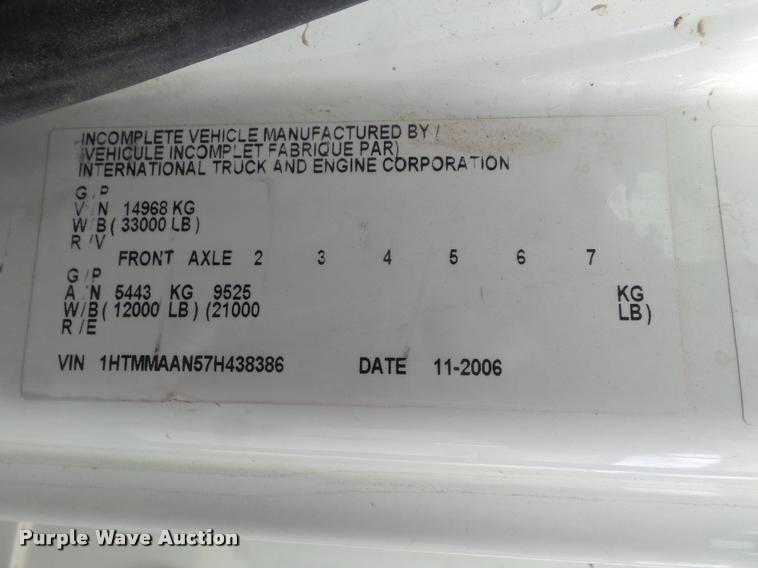 INCOMPLETE VEHICLE MANUFACTURED BY /
(VEHICULE INCOMPLET FABRIQUE PAR)
INTERNATIONAL TRUCK AND ENGINE CORPORATION
G / P
V / N 14968 KG
W/B ( 33000 LB)
R / V
FRONT AXLE 2 3 4 5 6 7
G / P
A / N 5443 KG 9525 KG
W/B ( 12000 LB) (21000 LB)
R / E
VIN 1HTMMAAN57H438386 DATE 11-2006
Purple Wave Auction